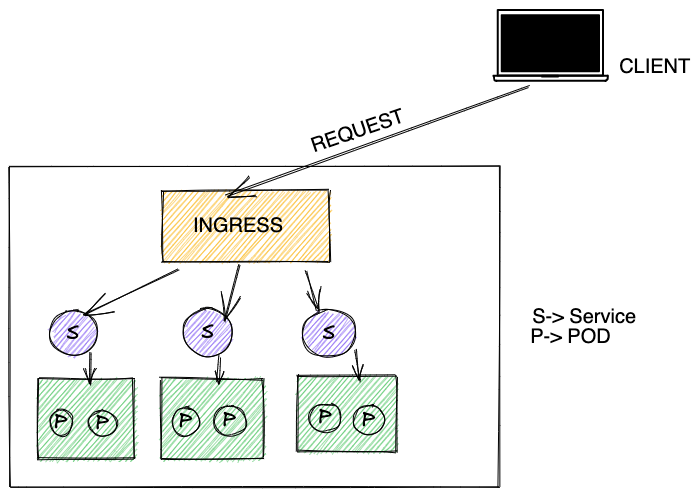 CLIENT
REQUEST
INGRESS
S S S
S-> Service
P-> POD
P P P P P P